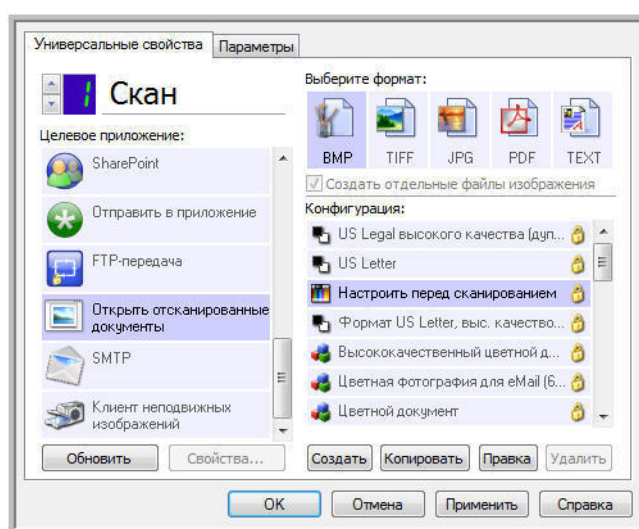 Универсальные свойства
Параметры
1
Скан
Целевое приложение:
SharePoint
Отправить в приложение
FTP-передача
Открыть отсканированные
документы
SMTP
Клиент неподвижных
изображений
Обновить
Свойства...
Выберите формат:
BMP
TIFF
JPG
PDF
TEXT
Создать отдельные файлы изображения
Конфигурация:
US Legal высокого качества (дуп...
US Letter
Настроить перед сканированием
Формат US Letter, выс. качество...
Высококачественный цветной д...
Цветная фотография для eMail (6...
Цветной документ
Создать
Копировать
Правка
Удалить
OK
Отмена
Применить
Справка